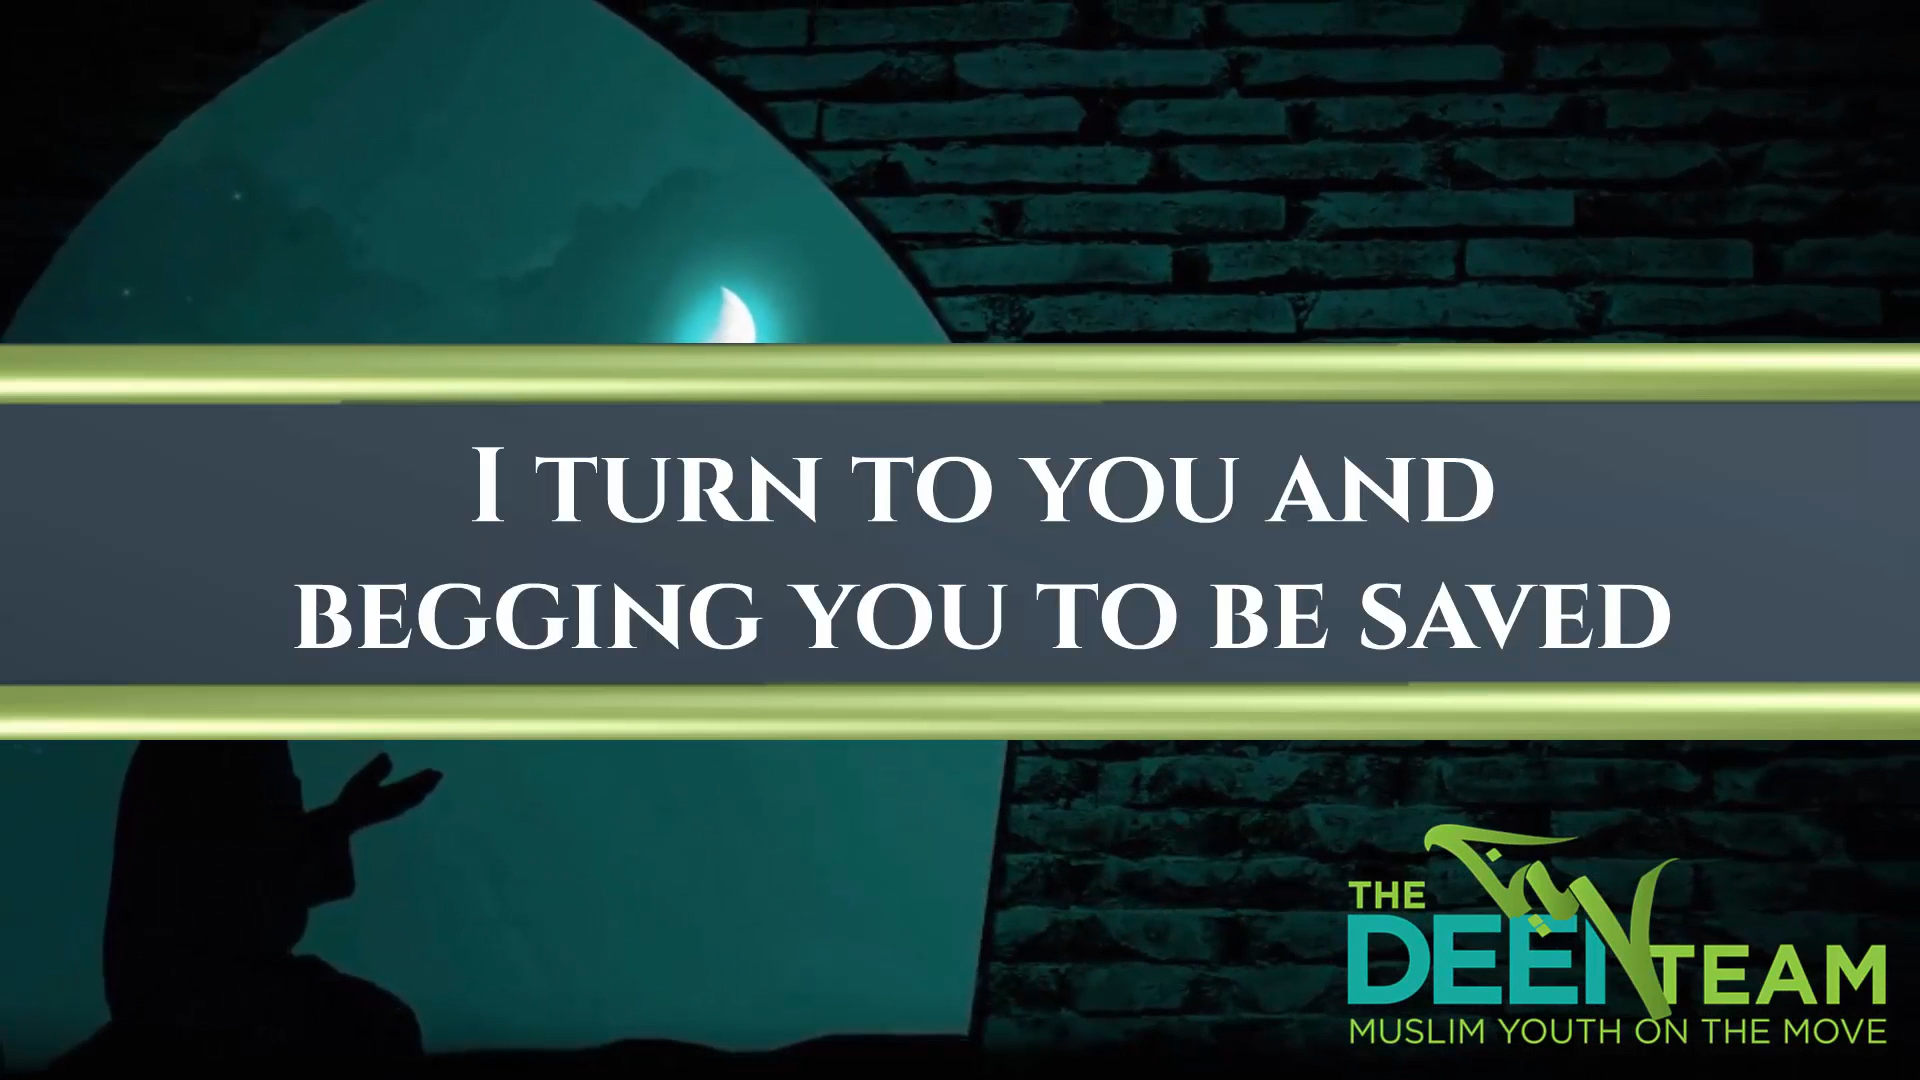 I TURN TO YOU AND
BEGGING YOU TO BE SAVED
THE
DEEN TEAM
MUSLIM YOUTH ON THE MOVE